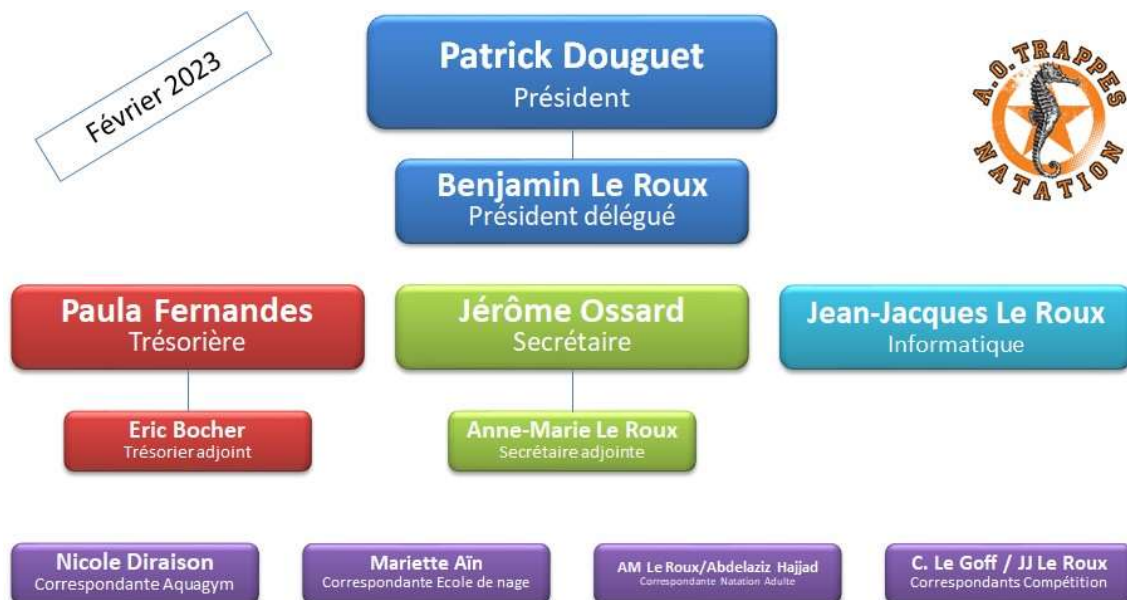 Février 2023
Patrick Douguet
Président
A.O.TRAPPES
NATATION
Benjamin Le Roux
Président délégué
Paula Fernandes
Trésorière
Jérôme Ossard
Secrétaire
Jean-Jacques Le Roux
Informatique
Eric Bocher
Trésorier adjoint
Anne-Marie Le Roux
Secrétaire adjointe
Nicole Diraison
Correspondante Aquagym
Mariette Aïn
Correspondante Ecole de nage
AM Le Roux/Abdelaziz Hajjad
Correspondante Natation Adulte
C. Le Goff / JJ Le Roux
Correspondants Compétition